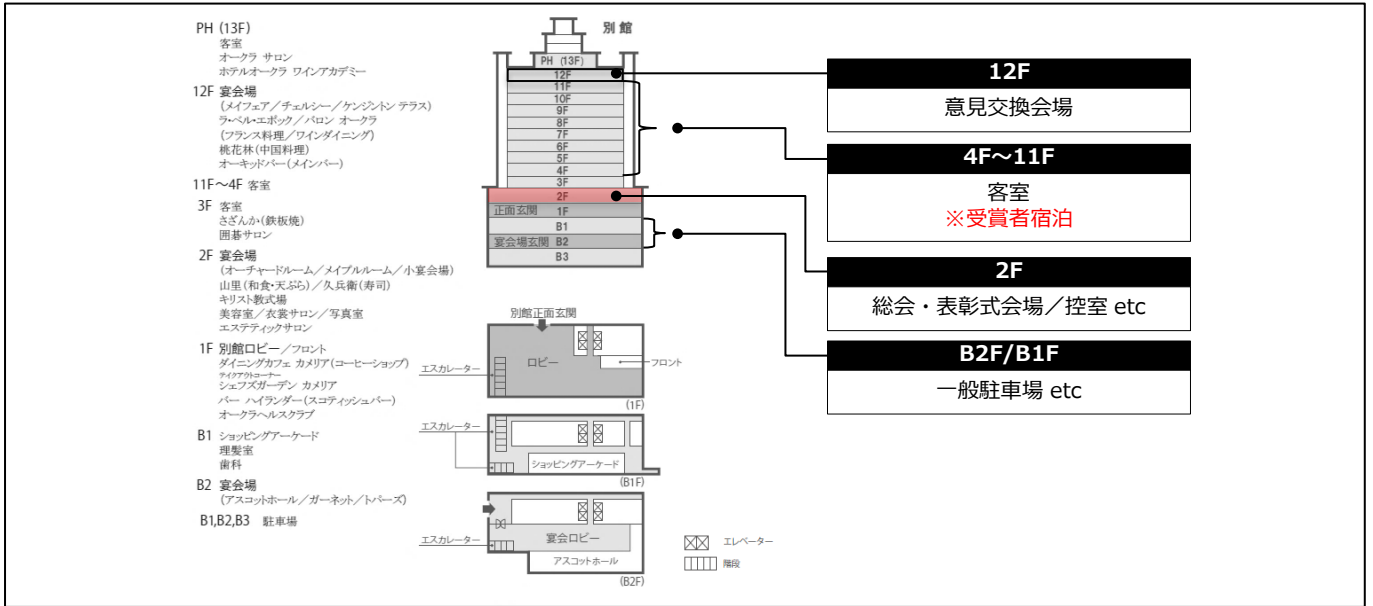 PH (13F)
客室
オークラ サロン
ホテルオークラ ワインアカデミー
12F 宴会場
(メイフェア／チェルシー／ケンジントン テラス)
ラ・ベル・エポック／バロン オークラ
(フランス料理／ワインダイニング)
桃花林(中国料理)
オーキッドバー(メインバー)
11F～4F 客室
3F 客室
さざんか(鉄板焼)
囲碁サロン
2F 宴会場
(オーチャードルーム／メイプルルーム／小宴会場)
山里(和食・天ぷら)／久兵衛(寿司)
キリスト教式場
美容室／衣裳サロン／写真室
エステティックサロン
1F 別館ロビー／フロント
ダイニングカフェ カメリア(コーヒーショップ)
テイクアウトコーナー
シェフズガーデン カメリア
バー ハイランダー(スコティッシュバー)
オークラヘルスクラブ
B1 ショッピングアーケード
理髪室
歯科
B2 宴会場
(アスコットホール／ガーネット／トパーズ)
B1,B2,B3 駐車場
別館
PH (13F)
12F
11F
10F
9F
8F
7F
6F
5F
4F
3F
2F
正面玄関 1F
B1
宴会場玄関 B2
B3
別館正面玄関
エスカレーター
ロビー
フロント
(1F)
エスカレーター
ショッピングアーケード
(B1F)
エスカレーター
宴会ロビー
アスコットホール
(B2F)
エレベーター
階段
12F
意見交換会場
4F～11F
客室
※受賞者宿泊
2F
総会・表彰式会場／控室 etc
B2F/B1F
一般駐車場 etc